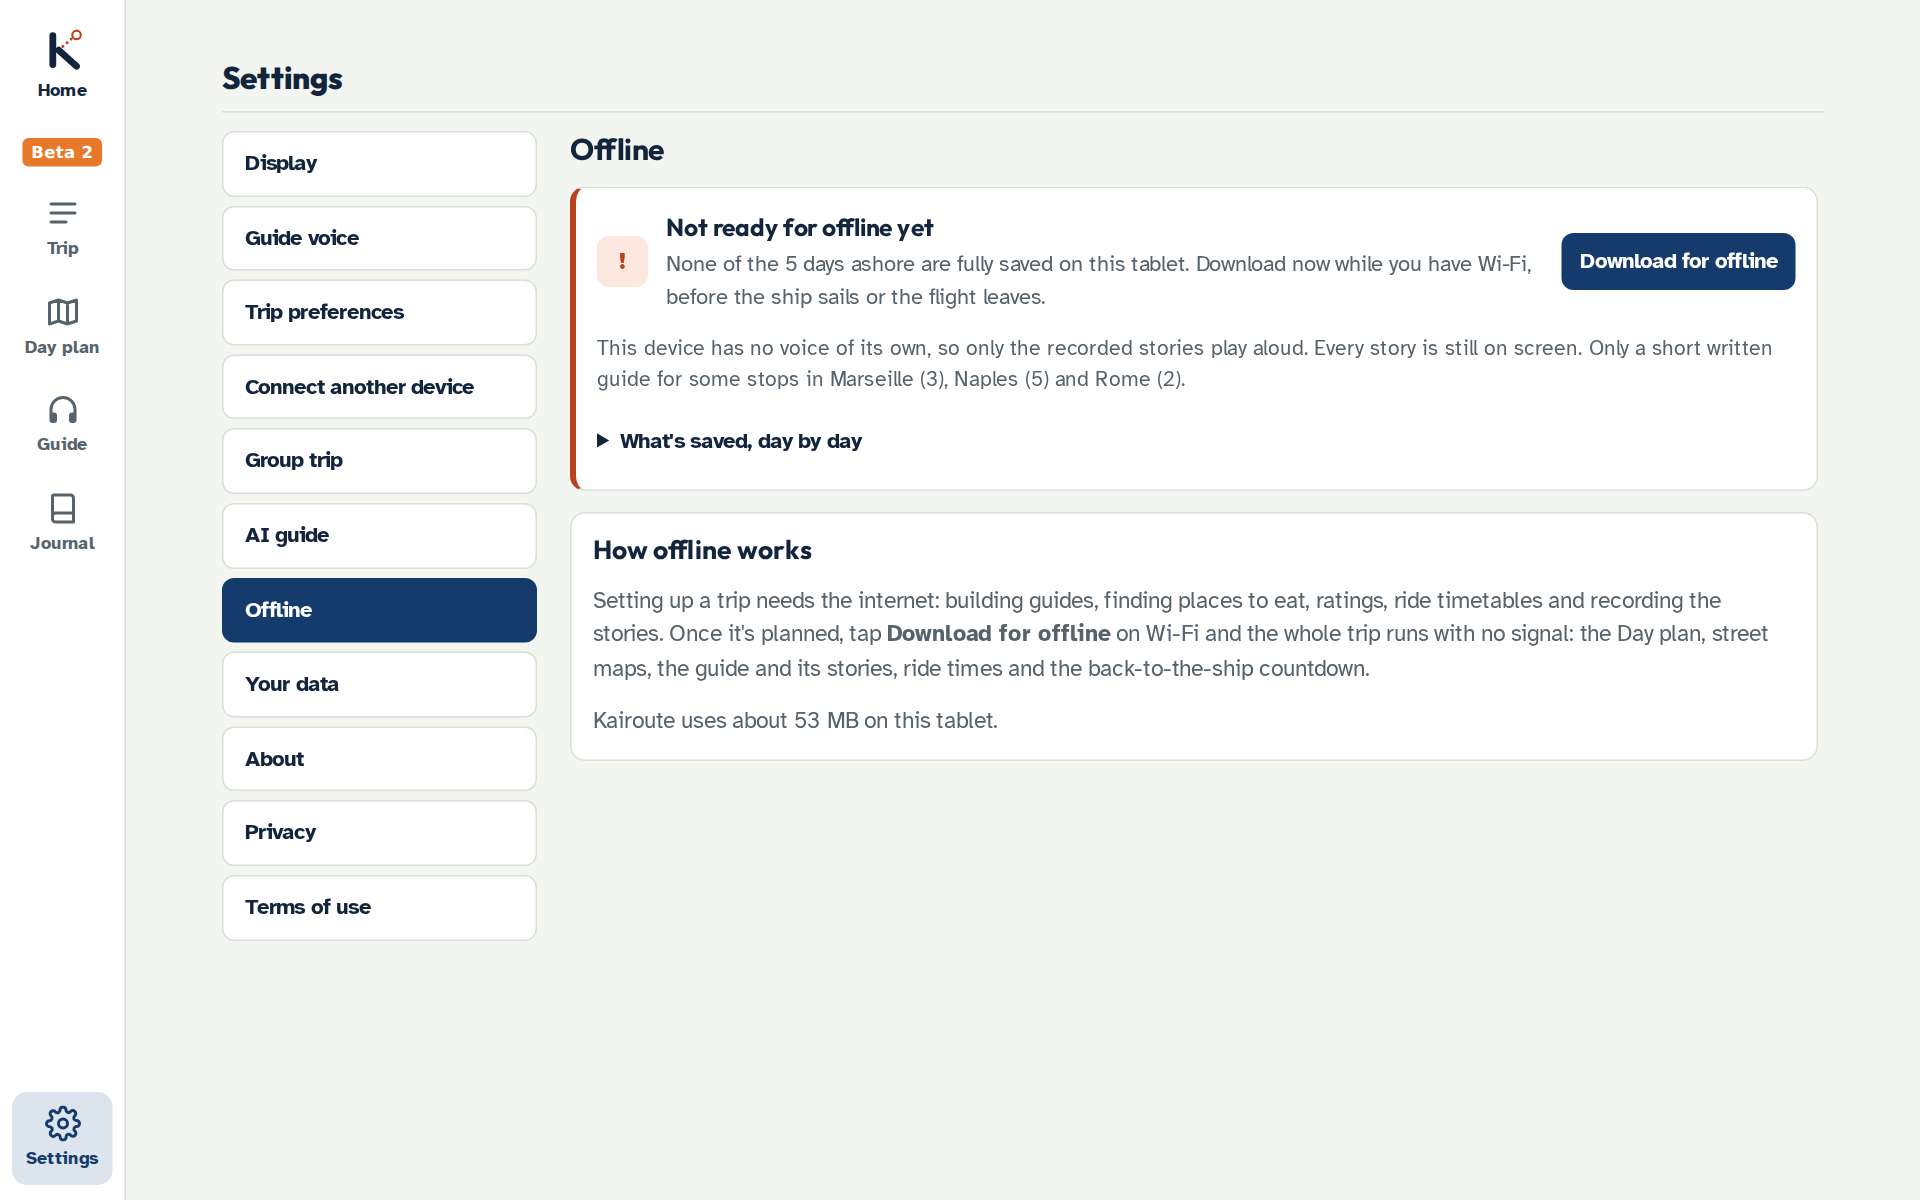 Home
Beta 2
Trip
Day plan
Guide
Journal
Settings
Settings
Display
Guide voice
Trip preferences
Connect another device
Group trip
AI guide
Offline
Your data
About
Privacy
Terms of use
Offline
Not ready for offline yet
None of the 5 days ashore are fully saved on this tablet. Download now while you have Wi-Fi,
before the ship sails or the flight leaves.
Download for offline
This device has no voice of its own, so only the recorded stories play aloud. Every story is still on screen. Only a short written
guide for some stops in Marseille (3), Naples (5) and Rome (2).
What's saved, day by day
How offline works
Setting up a trip needs the internet: building guides, finding places to eat, ratings, ride timetables and recording the
stories. Once it's planned, tap Download for offline on Wi-Fi and the whole trip runs with no signal: the Day plan, street
maps, the guide and its stories, ride times and the back-to-the-ship countdown.
Kairoute uses about 53 MB on this tablet.